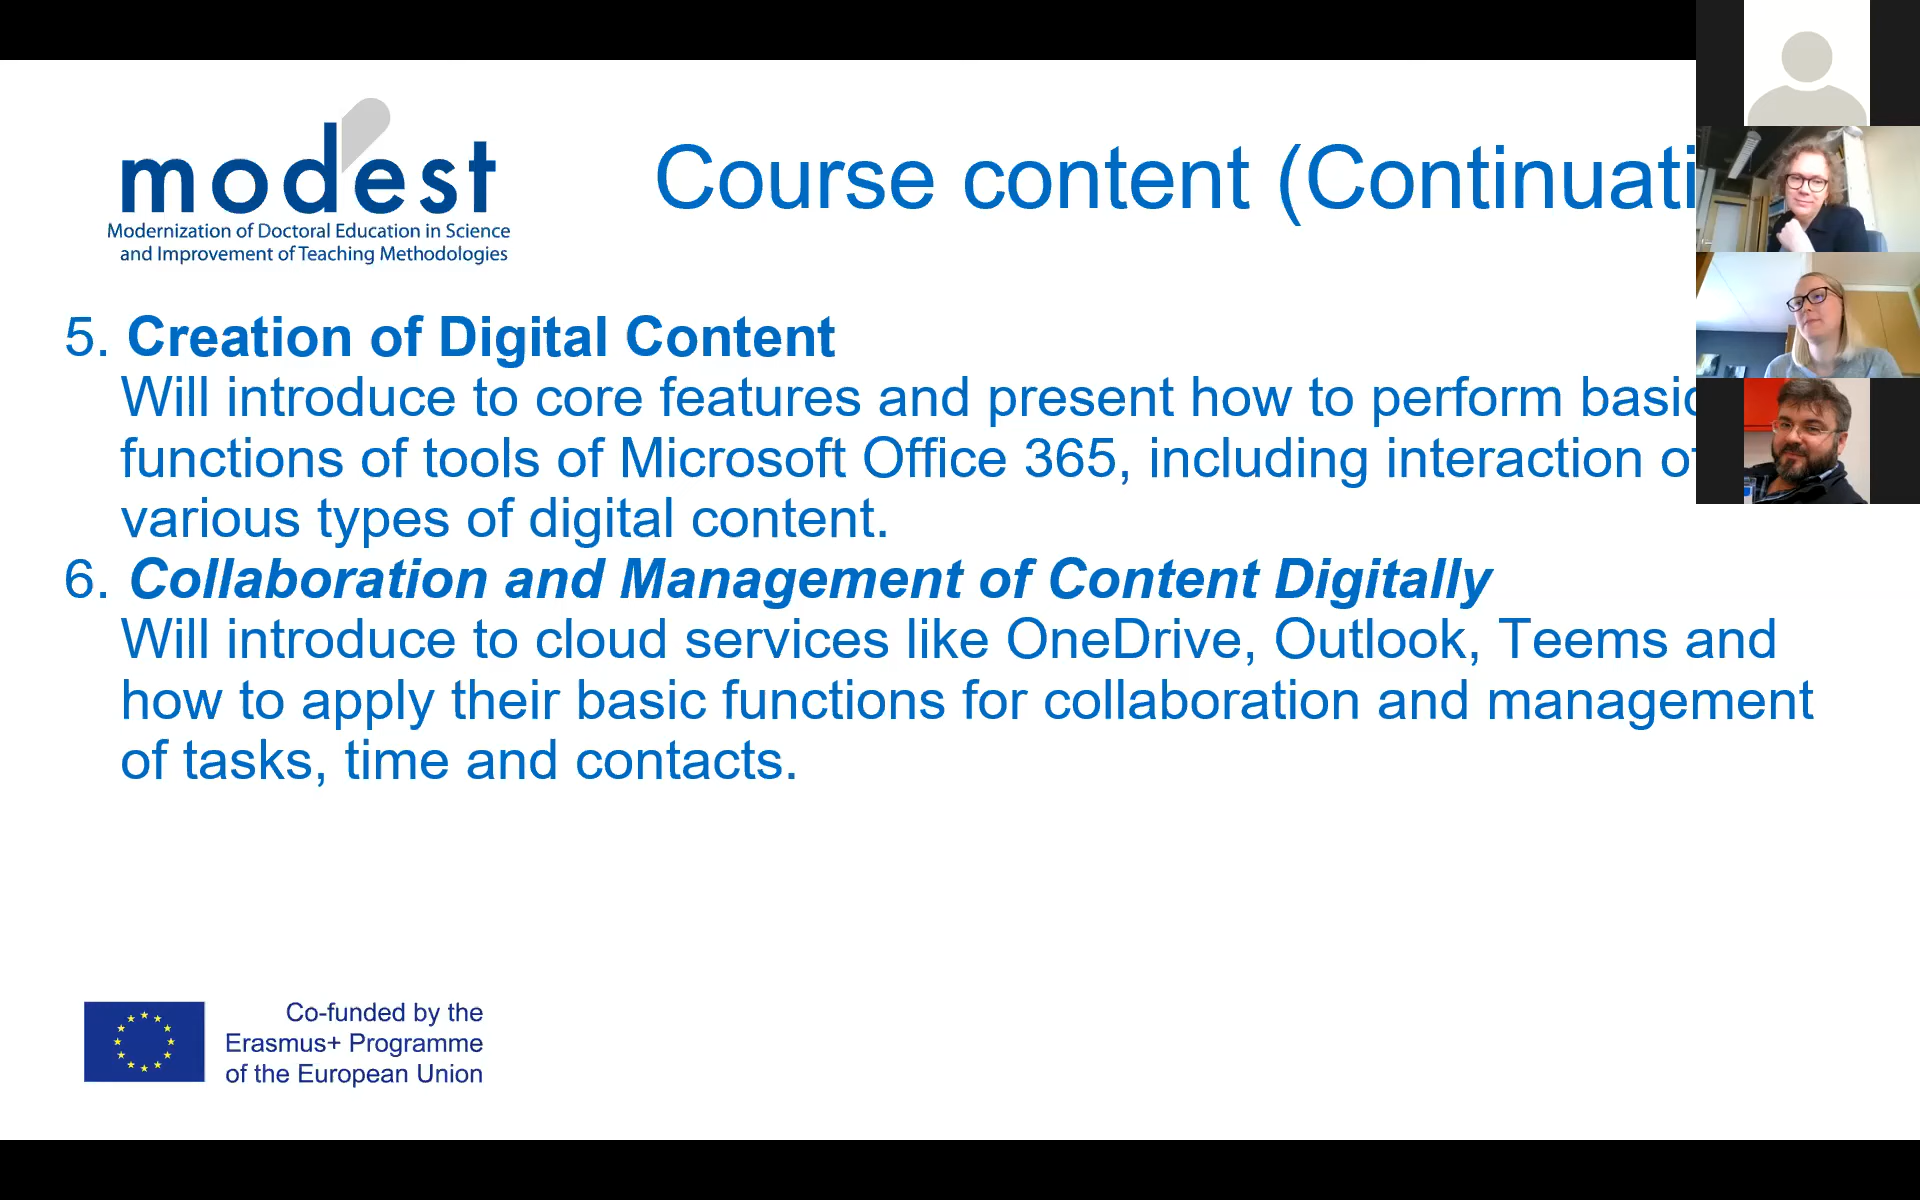 modest
Modernization of Doctoral Education in Science
and Improvement of Teaching Methodologies
Course content (Continuati
5. Creation of Digital Content
Will introduce to core features and present how to perform basic
functions of tools of Microsoft Office 365, including interaction of
various types of digital content.
6. Collaboration and Management of Content Digitally
Will introduce to cloud services like OneDrive, Outlook, Teems and
how to apply their basic functions for collaboration and management
of tasks, time and contacts.
Co-funded by the
Erasmus+ Programme
of the European Union